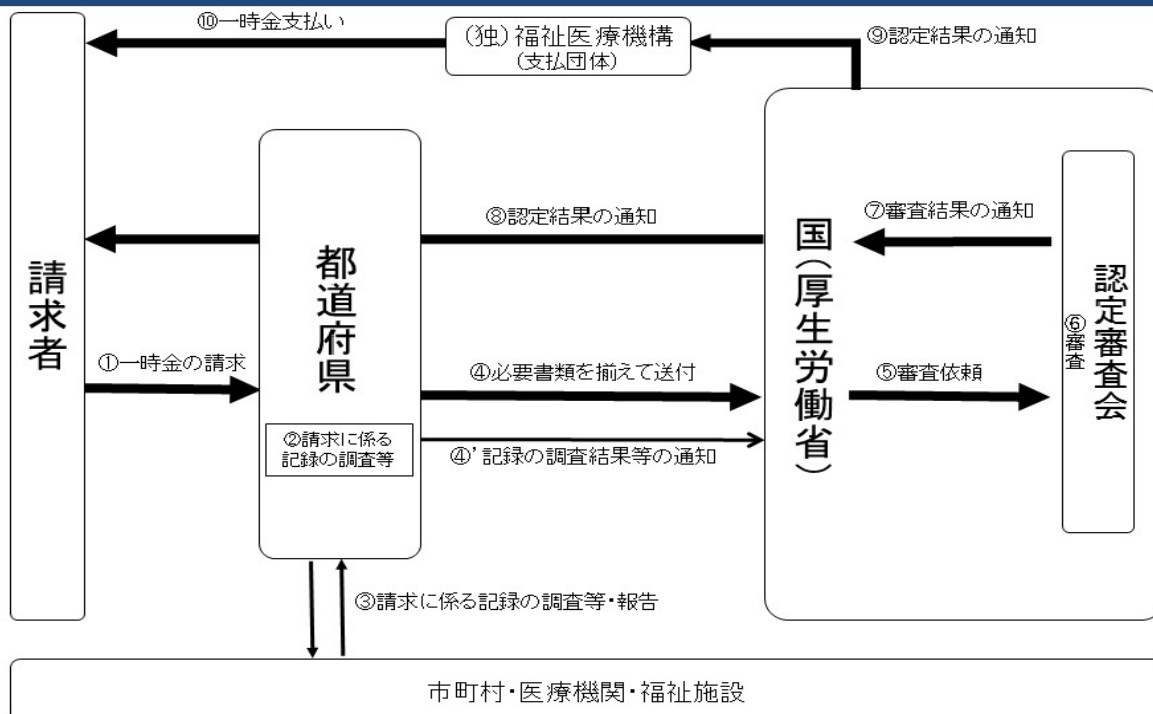 ⑩一時金支払い
(独)福祉医療機構
(支払団体)
⑨認定結果の通知
⑧認定結果の通知
⑦審査結果の通知
請求者
都道府県
国(厚生労働省)
認定審査会
⑥審査
①一時金の請求
④必要書類を揃えて送付
⑤審査依頼
②請求に係る
記録の調査等
④’記録の調査結果等の通知
③請求に係る記録の調査等・報告
市町村・医療機関・福祉施設